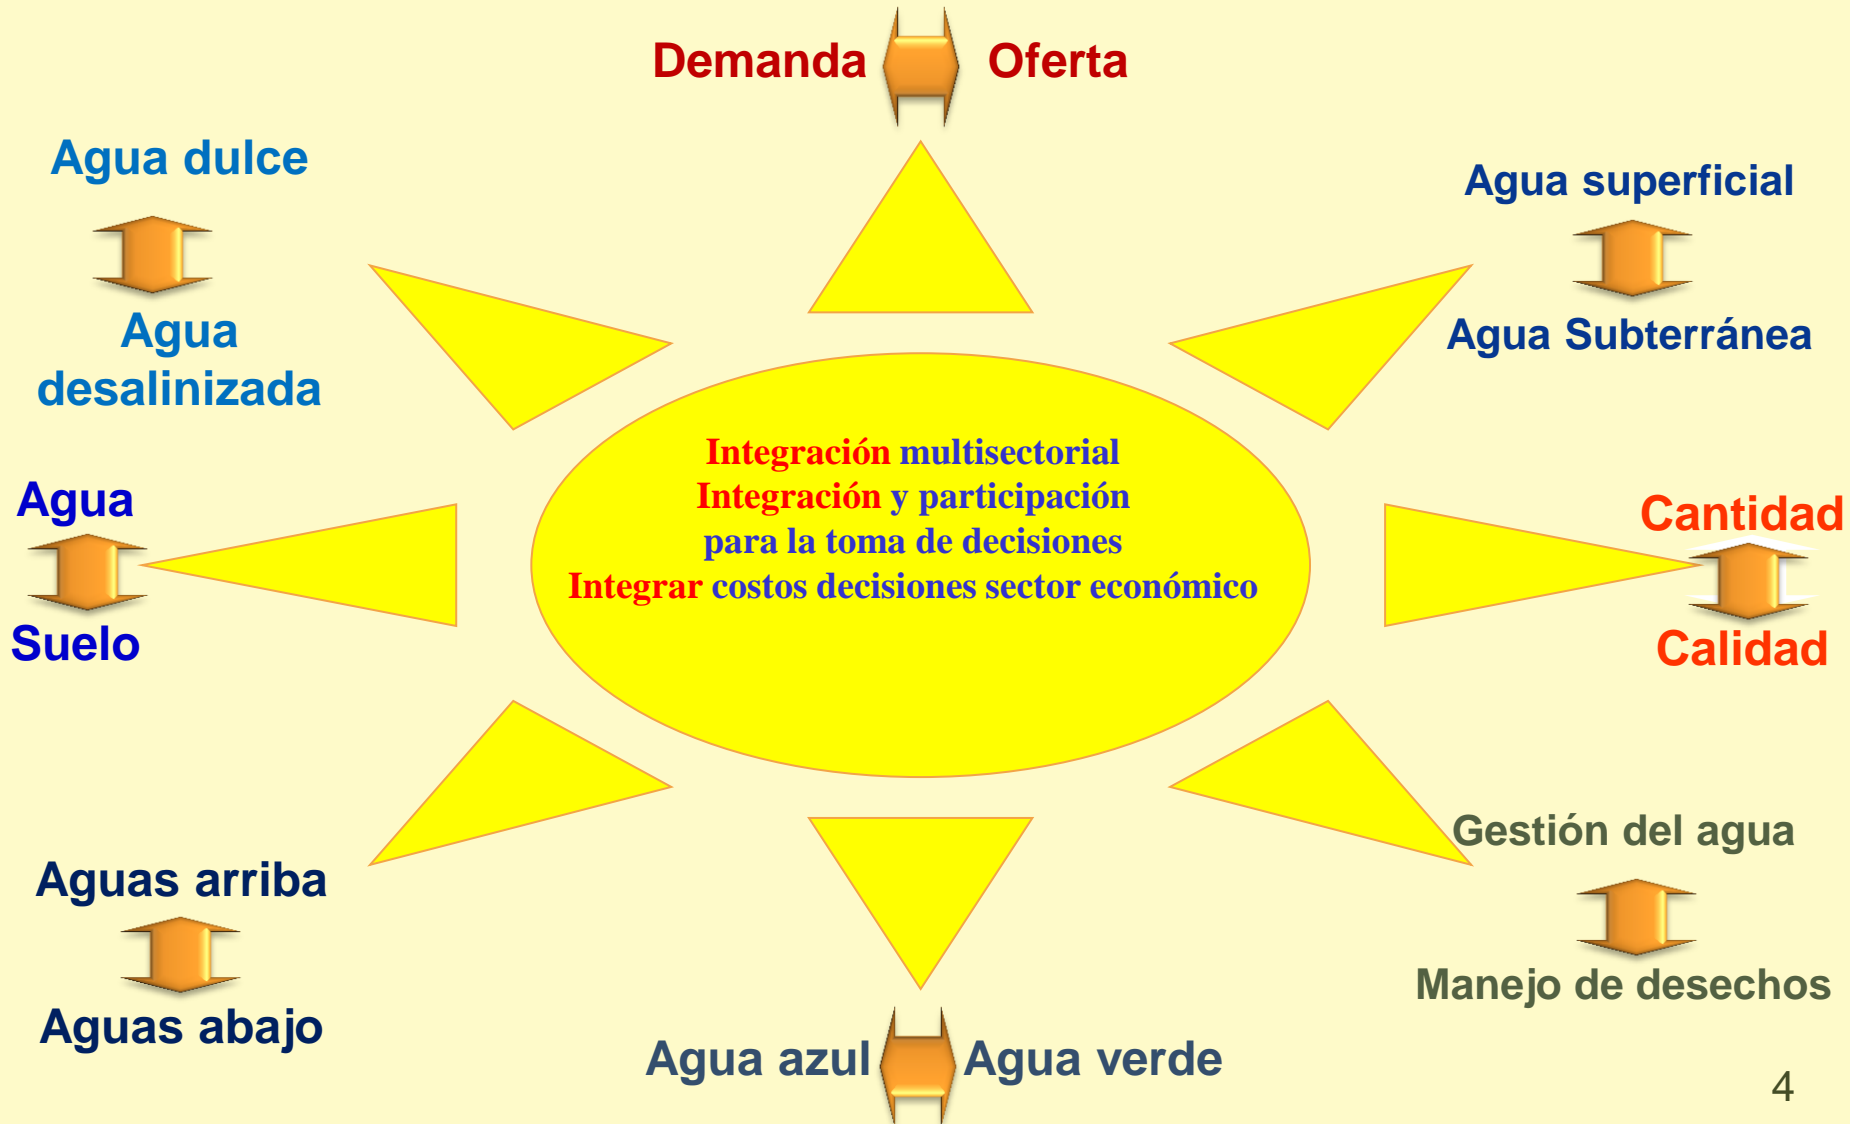 Demanda Oferta
Agua dulce
Agua
desalinizada
Agua superficial
Agua Subterránea
Integración multisectorial
Integración y participación
para la toma de decisiones
Integrar costos decisiones sector económico
Agua
Suelo
Cantidad
Calidad
Aguas arriba
Aguas abajo
Gestión del agua
Manejo de desechos
Agua azul Agua verde
4